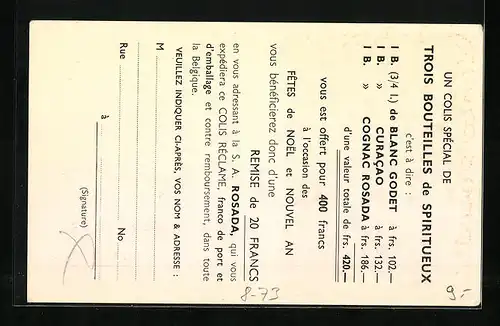 UN COLIS SPÉCIAL DE
TROIS BOUTEILLES de SPIRITUEUX
c'est à dire :
I B. (3/4 l.) de BLANC GODET à frs. 102.—
I B. » CURAÇAO à frs. 132.—
I B. » COGNAC ROSADA à frs. 186.—
d'une valeur totale de frs. 420.—
vous est offert pour 400 francs
à l'occasion des
FÊTES de NOËL et NOUVEL AN
vous bénéficierez donc d'une
REMISE de 20 FRANCS
en vous adressant à la S. A. ROSADA, qui vous
expédiera ce COLIS RÉCLAME, franco de port et
d'emballage et contre remboursement, dans toute
la Belgique.
VEUILLEZ INDIQUER CI-APRÈS, VOS NOM & ADRESSE :
M
Rue No
à
(Signature)
8-73
95.-